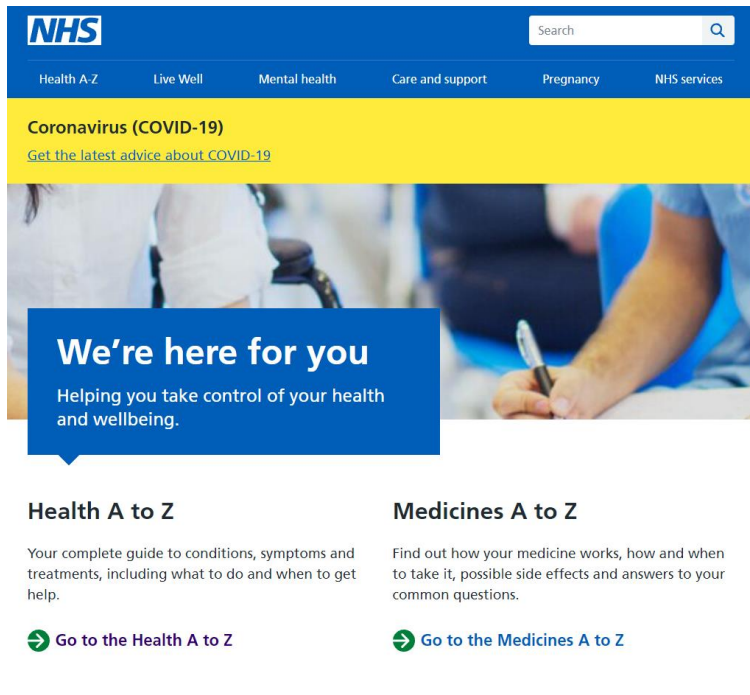 NHS
Search
Health A-Z Live Well Mental health Care and support Pregnancy NHS services
Coronavirus (COVID-19)
Get the latest advice about COVID-19
We're here for you
Helping you take control of your health
and wellbeing.
Health A to Z
Your complete guide to conditions, symptoms and
treatments, including what to do and when to get
help.
Go to the Health A to Z
Medicines A to Z
Find out how your medicine works, how and when
to take it, possible side effects and answers to your
common questions.
Go to the Medicines A to Z